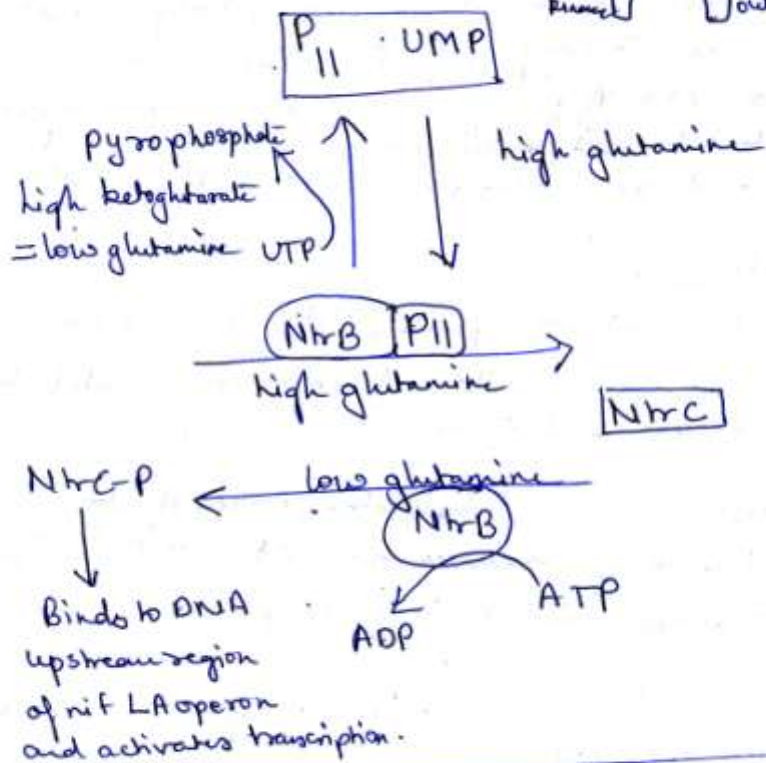 PII . UMP
pyrophosphate
high glutamine
high ketoglutarate
= low glutamine UTP
NtrB PII
high glutamine
NtrC
NtrC-P
low glutamine
NtrB
ATP
ADP
Binds to DNA
upstream region
of nif LA operon
and activates transcription.